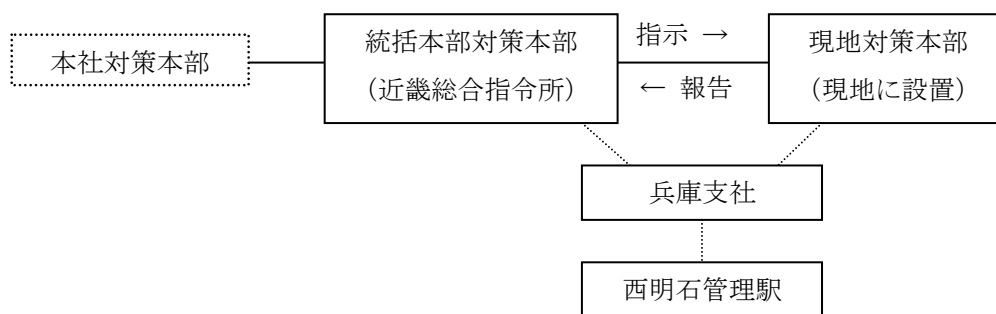 本社対策本部
統括本部対策本部
(近畿総合指令所)
指示 →
← 報告
現地対策本部
(現地に設置)
兵庫支社
西明石管理駅